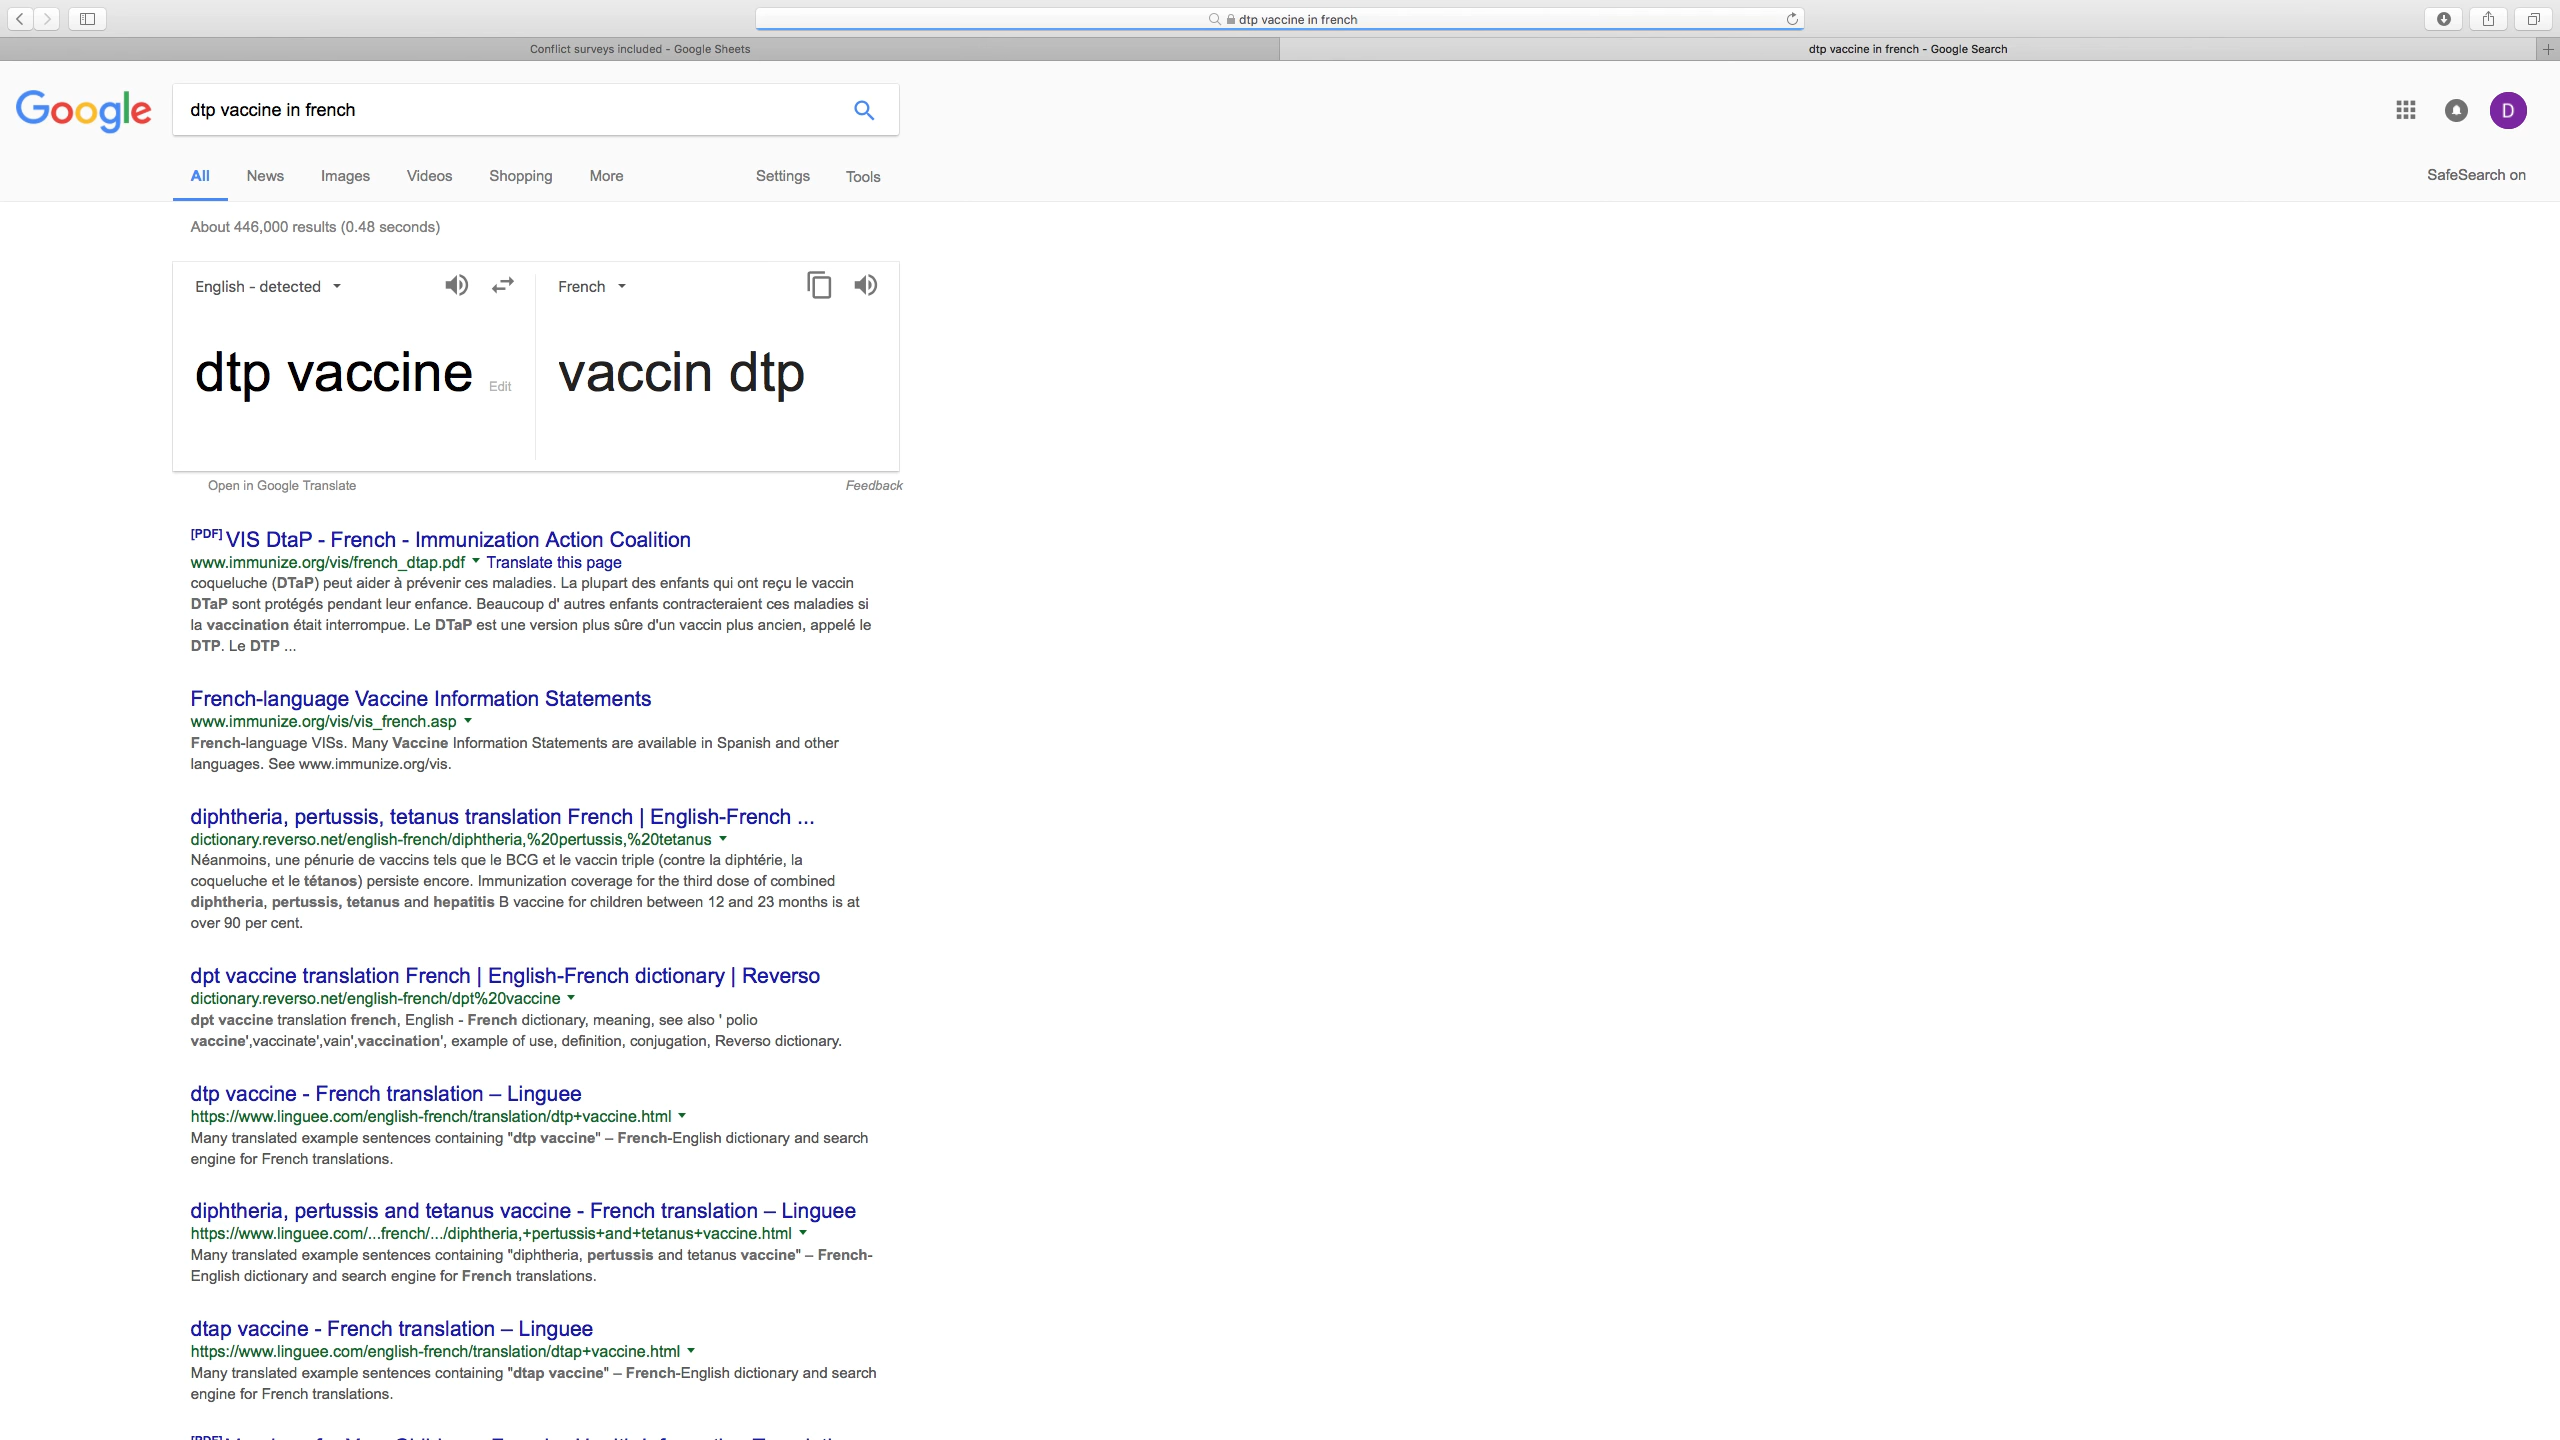 dtp vaccine in french
Conflict surveys included - Google Sheets
dtp vaccine in french - Google Search
Google
dtp vaccine in french
D
All News Images Videos Shopping More Settings Tools
SafeSearch on
About 446,000 results (0.48 seconds)
English - detected
French
dtp vaccine Edit
vaccin dtp
Open in Google Translate
Feedback
[PDF] VIS DtaP - French - Immunization Action Coalition
www.immunize.org/vis/french_dtap.pdf Translate this page
coqueluche (DTaP) peut aider à prévenir ces maladies. La plupart des enfants qui ont reçu le vaccin
DTaP sont protégés pendant leur enfance. Beaucoup d' autres enfants contracteraient ces maladies si
la vaccination était interrompue. Le DTaP est une version plus sûre d'un vaccin plus ancien, appelé le
DTP. Le DTP ...
French-language Vaccine Information Statements
www.immunize.org/vis/vis_french.asp
French-language VISs. Many Vaccine Information Statements are available in Spanish and other
languages. See www.immunize.org/vis.
diphtheria, pertussis, tetanus translation French | English-French ...
dictionary.reverso.net/english-french/diphtheria,%20pertussis,%20tetanus
Néanmoins, une pénurie de vaccins tels que le BCG et le vaccin triple (contre la diphtérie, la
coqueluche et le tétanos) persiste encore. Immunization coverage for the third dose of combined
diphtheria, pertussis, tetanus and hepatitis B vaccine for children between 12 and 23 months is at
over 90 per cent.
dpt vaccine translation French | English-French dictionary | Reverso
dictionary.reverso.net/english-french/dpt%20vaccine
dpt vaccine translation french, English - French dictionary, meaning, see also ' polio
vaccine',vaccinate',vain',vaccination', example of use, definition, conjugation, Reverso dictionary.
dtp vaccine - French translation – Linguee
https://www.linguee.com/english-french/translation/dtp+vaccine.html
Many translated example sentences containing "dtp vaccine" – French-English dictionary and search
engine for French translations.
diphtheria, pertussis and tetanus vaccine - French translation – Linguee
https://www.linguee.com/...french/.../diphtheria,+pertussis+and+tetanus+vaccine.html
Many translated example sentences containing "diphtheria, pertussis and tetanus vaccine" – French-
English dictionary and search engine for French translations.
dtap vaccine - French translation – Linguee
https://www.linguee.com/english-french/translation/dtap+vaccine.html
Many translated example sentences containing "dtap vaccine" – French-English dictionary and search
engine for French translations.